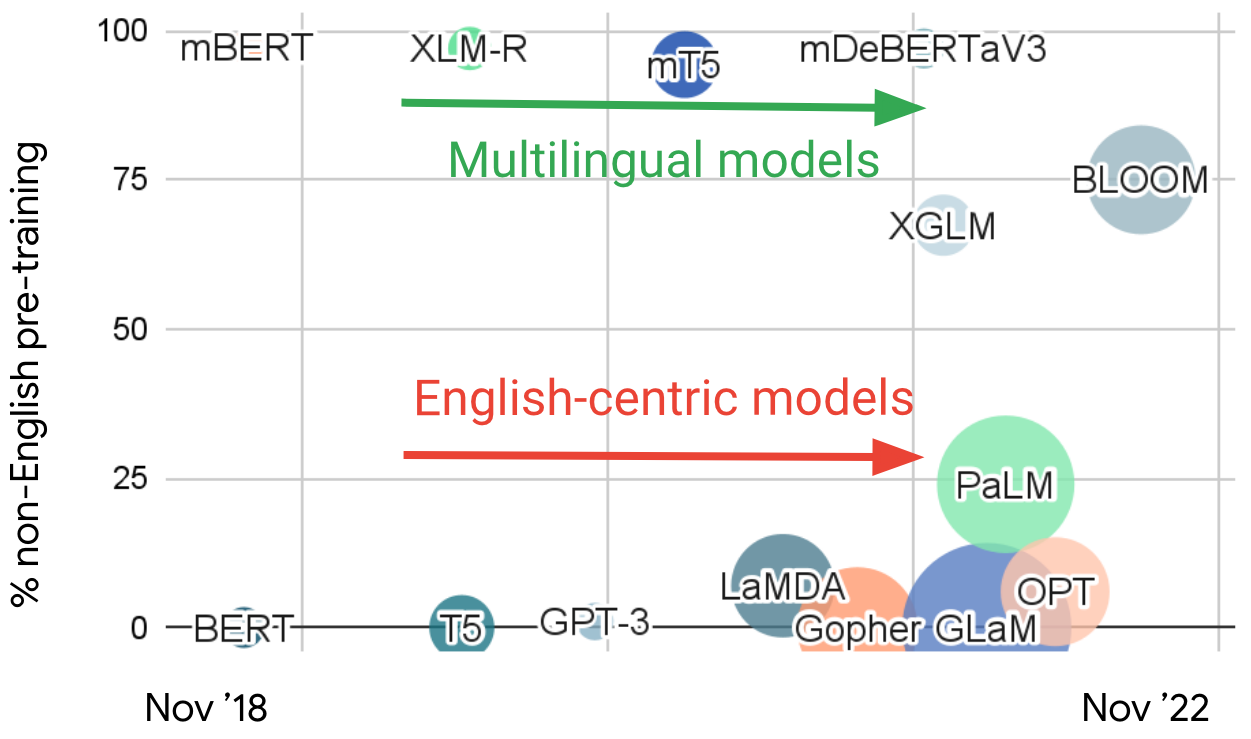 100
mBERT
XLM-R
mT5
mDeBERTaV3
Multilingual models
75
BLOOM
XGLM
% non-English pre-training
50
English-centric models
25
PaLM
LaMDA
OPT
0
BERT
T5
GPT-3
Gopher
GLaM
Nov ’18
Nov ’22